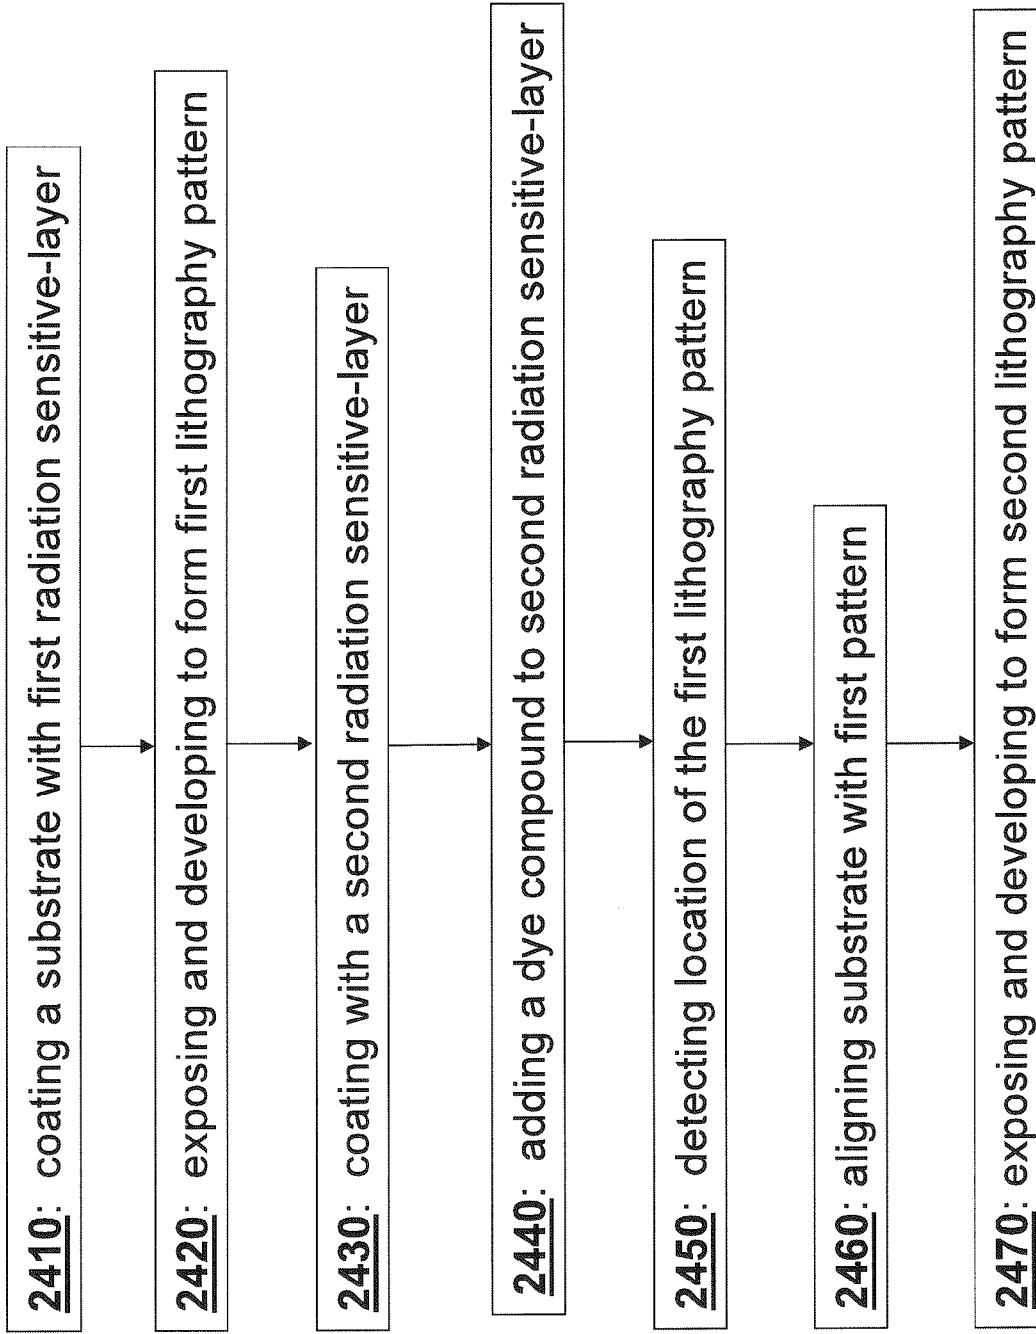 2410: coating a substrate with first radiation sensitive-layer
2420: exposing and developing to form first lithography pattern
2430: coating with a second radiation sensitive-layer
2440: adding a dye compound to second radiation sensitive-layer
2450: detecting location of the first lithography pattern
2460: aligning substrate with first pattern
2470: exposing and developing to form second lithography pattern